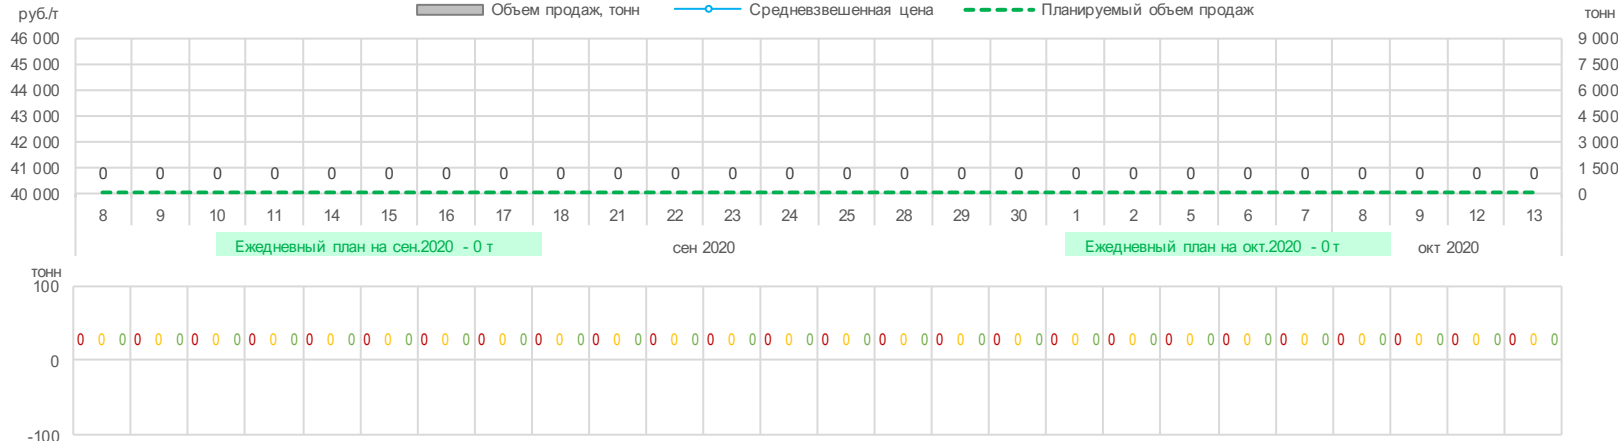 руб./т
Объем продаж, тонн Средневзвешенная цена Планируемый объем продаж
тонн
46 000 9 000
45 000 7 500
44 000 6 000
43 000 4 500
42 000 3 000
41 000 0 0 0 0 0 0 0 0 0 0 0 0 0 0 0 0 0 0 0 0 0 0 0 0 0 0 1 500
40 000 0
8 9 10 11 14 15 16 17 18 21 22 23 24 25 28 29 30 1 2 5 6 7 8 9 12 13
Ежедневный план на сен.2020 - 0 т сен 2020 Ежедневный план на окт.2020 - 0 т окт 2020
тонн
100
0 0 0 0 0 0 0 0 0 0 0 0 0 0 0 0 0 0 0 0 0 0 0 0 0 0 0 0 0 0 0 0 0 0 0 0 0 0 0 0 0 0 0 0 0 0 0 0 0 0 0 0 0 0 0 0 0 0 0 0 0 0 0 0 0 0 0 0 0 0 0 0 0 0 0 0 0 0
0
-100